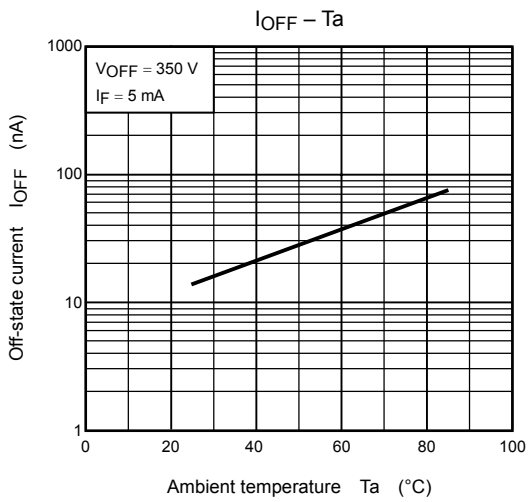 IOFF – Ta
VOFF = 350 V
IF = 5 mA
Off-state current IOFF (nA)
1000
100
10
1
0 20 40 60 80 100
Ambient temperature Ta (°C)